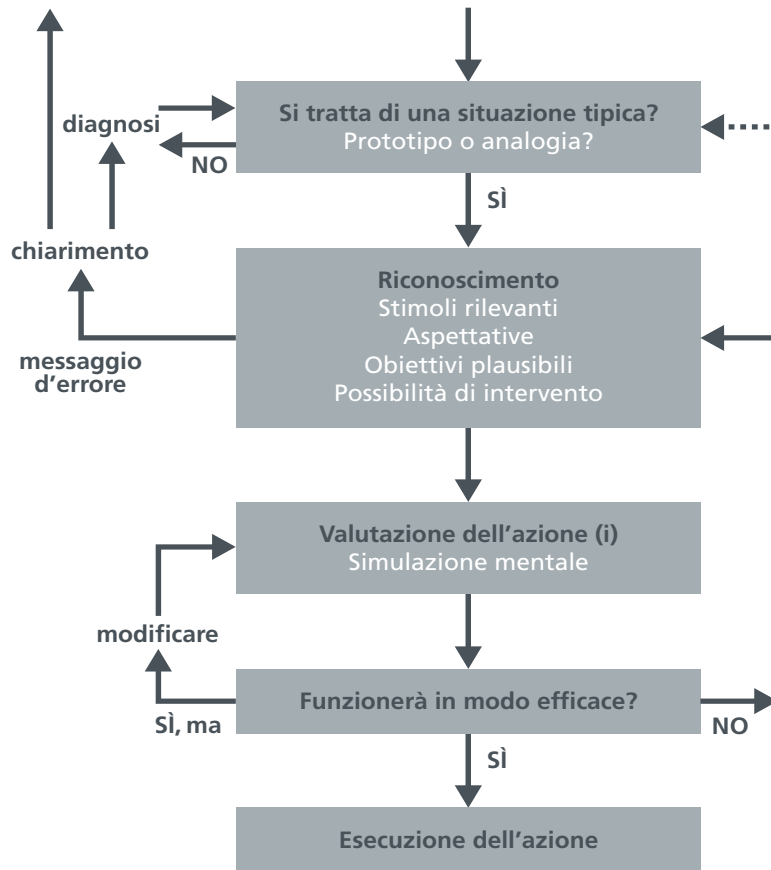 Si tratta di una situazione tipica?
Prototipo o analogia?
diagnosi
NO
SÌ
chiarimento
Riconoscimento
Stimoli rilevanti
Aspettative
Obiettivi plausibili
Possibilità di intervento
messaggio
d'errore
Valutazione dell'azione (i)
Simulazione mentale
modificare
Funzionerà in modo efficace?
SÌ, ma
NO
SÌ
Esecuzione dell'azione